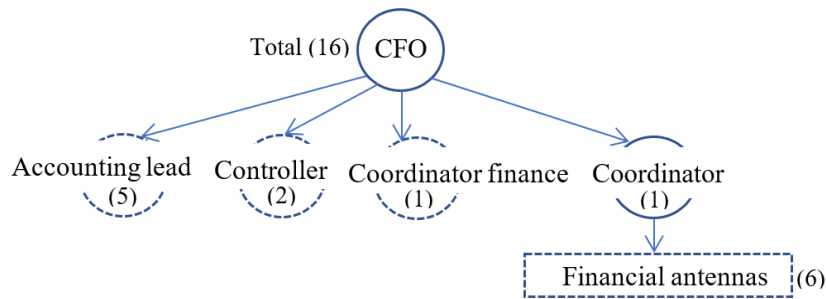 Total (16)
CFO
Accounting lead
(5)
Controller
(2)
Coordinator finance
(1)
Coordinator
(1)
Financial antennas
(6)